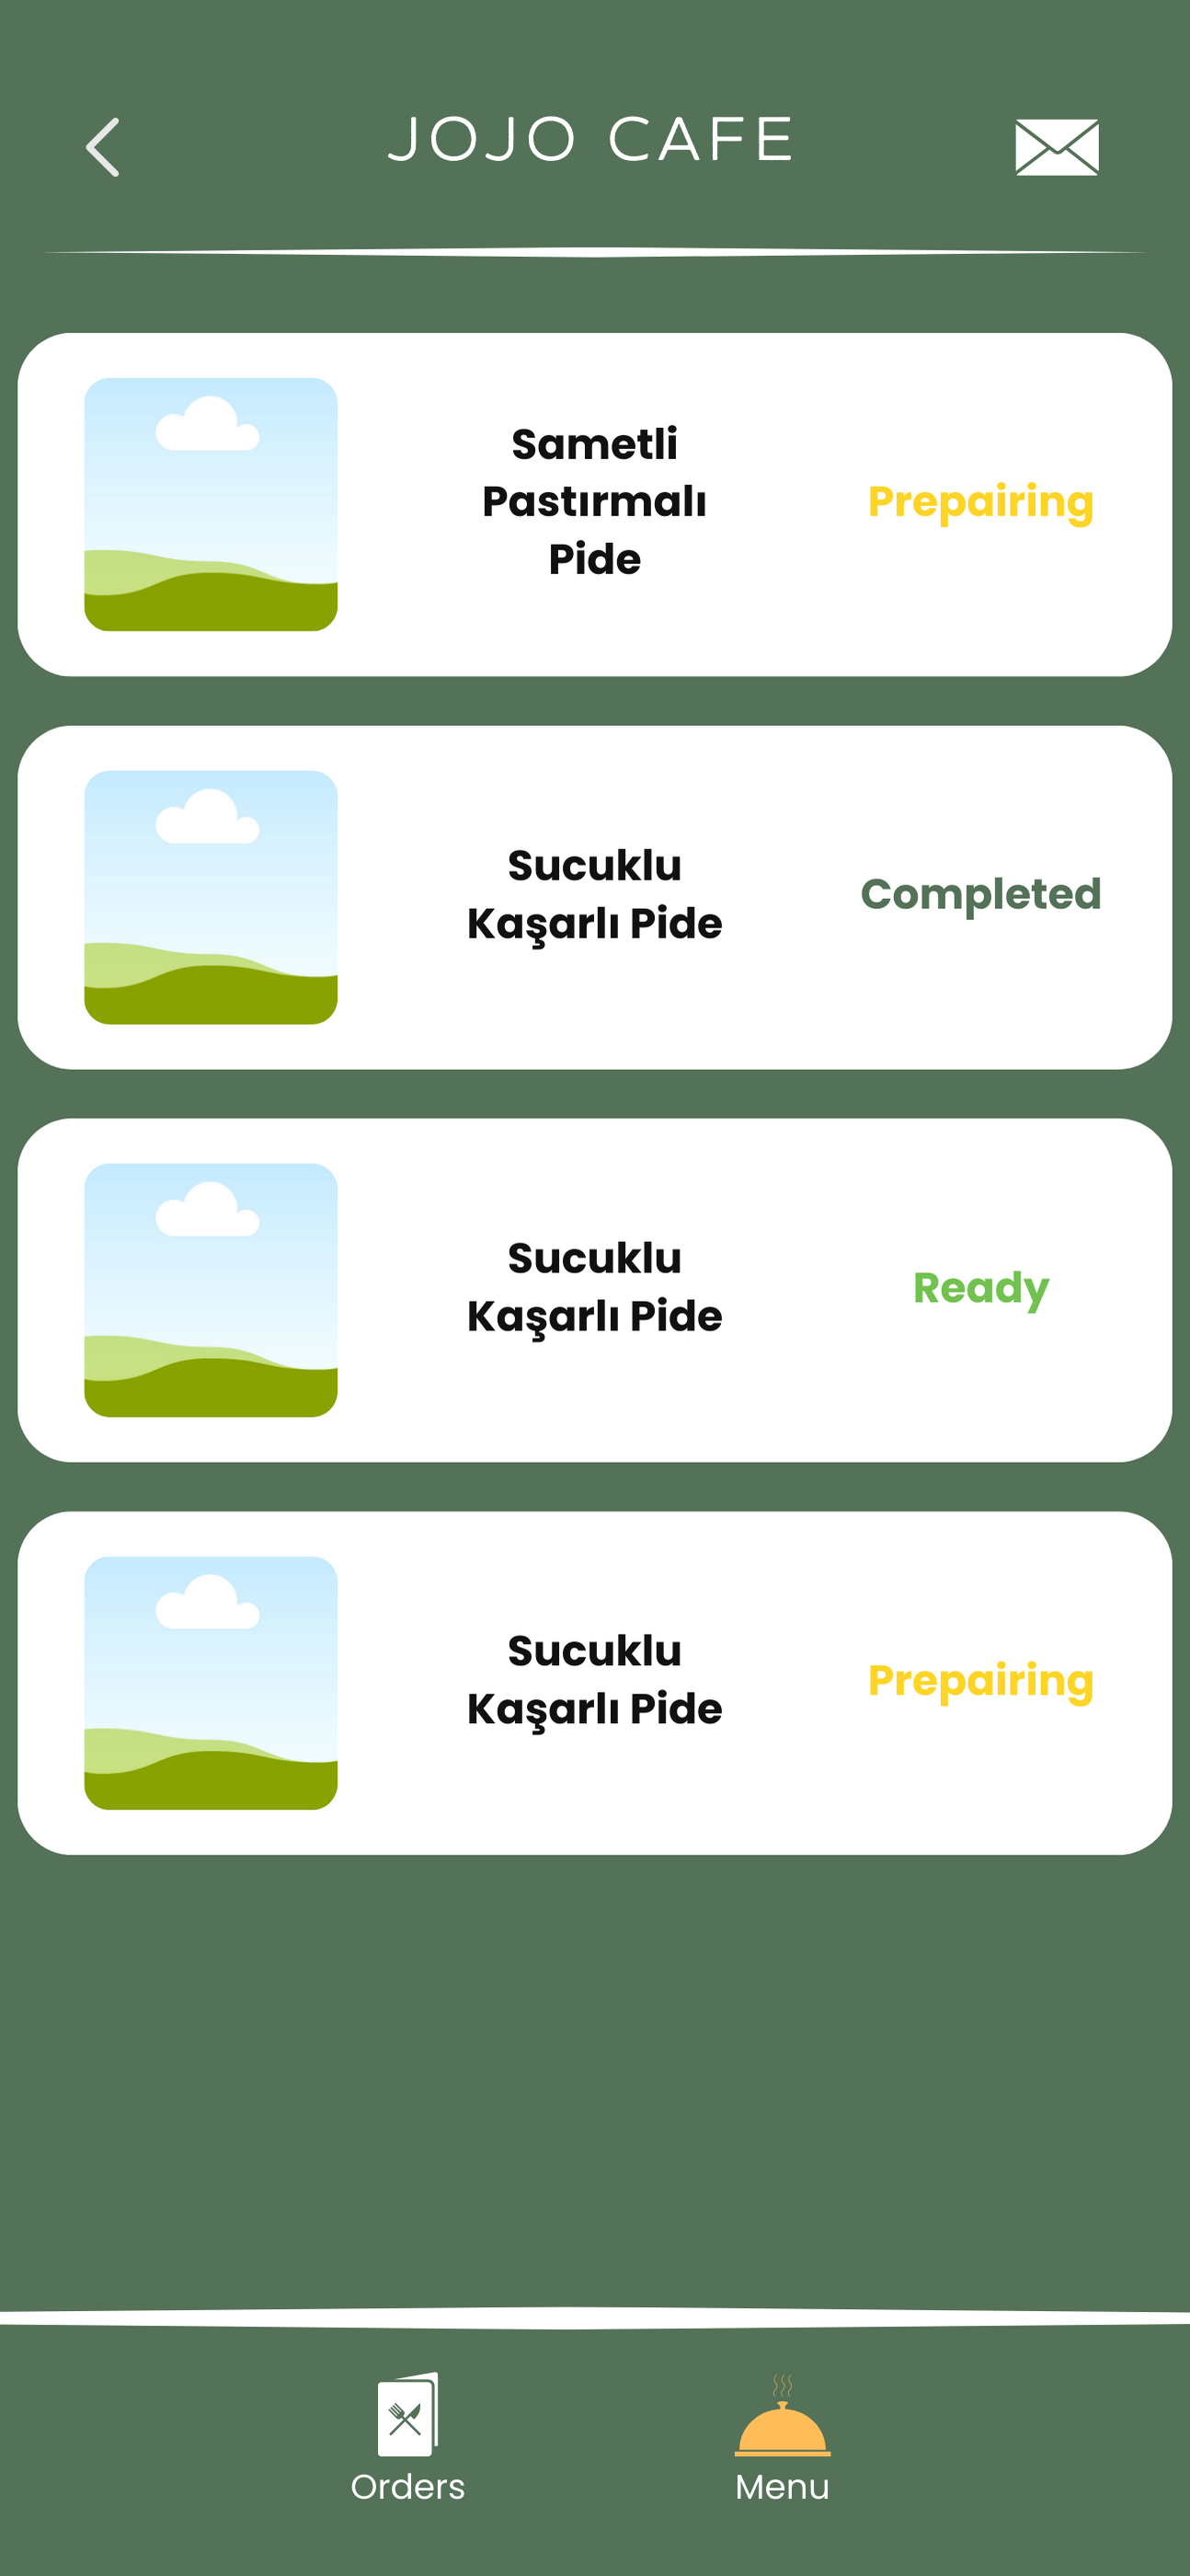 JOJO CAFE
Sametli
Pastırmalı
Pide
Prepairing
Sucuklu
Kaşarlı Pide
Completed
Sucuklu
Kaşarlı Pide
Ready
Sucuklu
Kaşarlı Pide
Prepairing
Orders
Menu